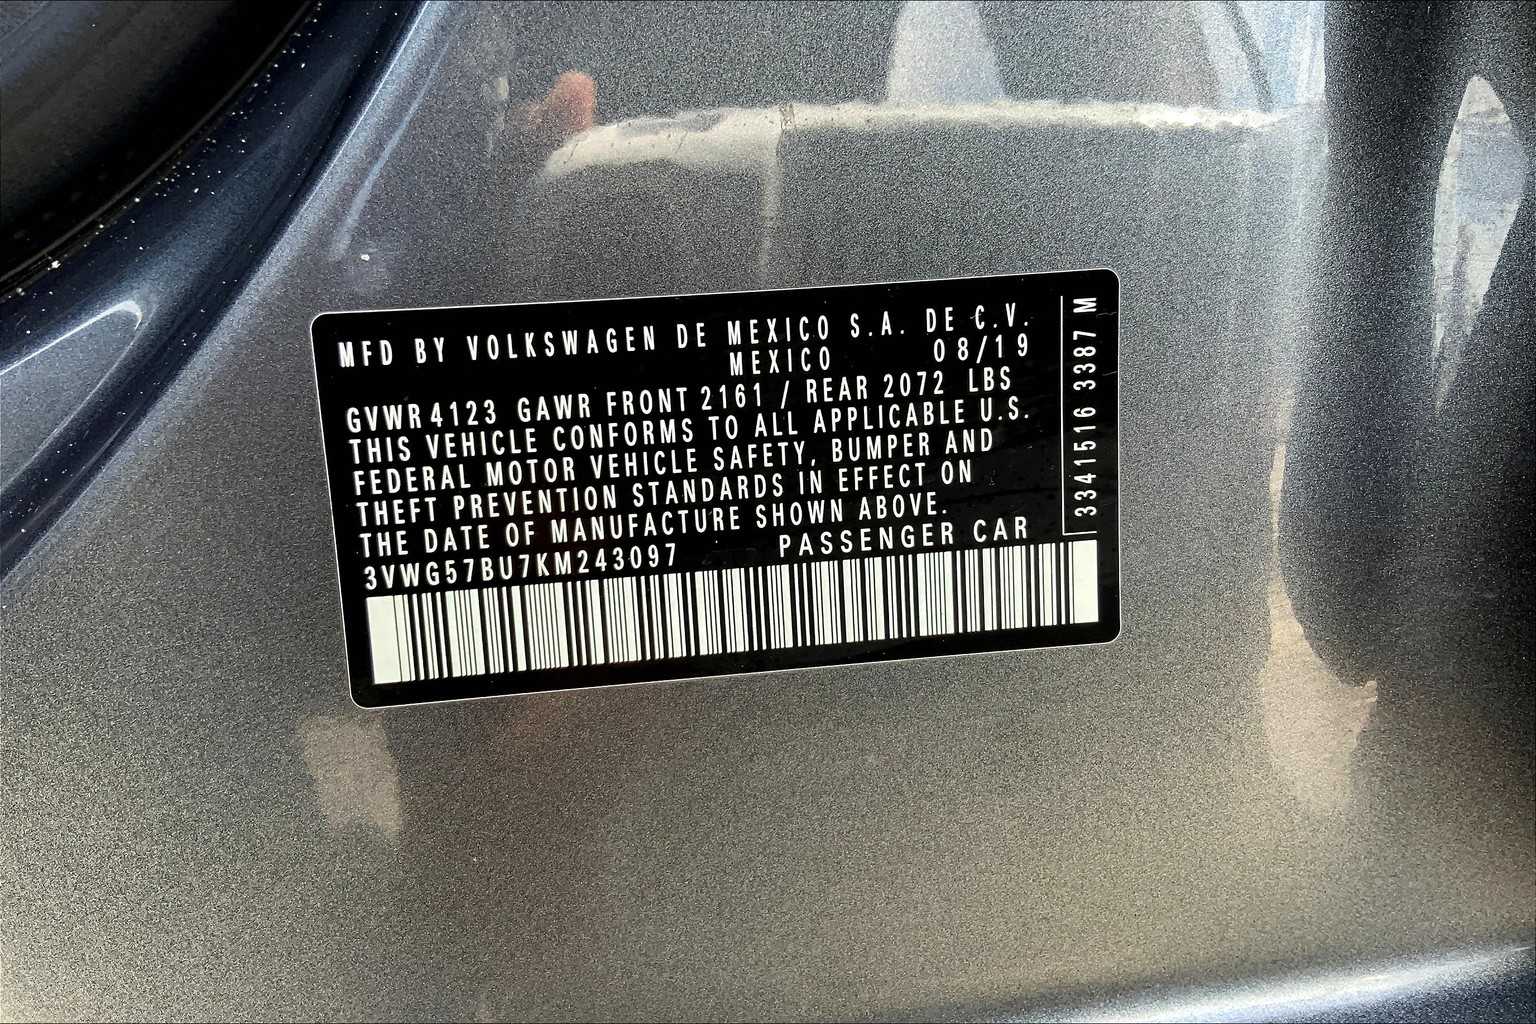 MFD BY VOLKSWAGEN DE MEXICO S.A. DE C.V.
MEXICO 08/19
GVWR 4123 GAWR FRONT 2161 / REAR 2072 LBS
THIS VEHICLE CONFORMS TO ALL APPLICABLE U.S.
FEDERAL MOTOR VEHICLE SAFETY, BUMPER AND
THEFT PREVENTION STANDARDS IN EFFECT ON
THE DATE OF MANUFACTURE SHOWN ABOVE.
3VWG57BU7KM243097 PASSENGER CAR
3341516 3387 M